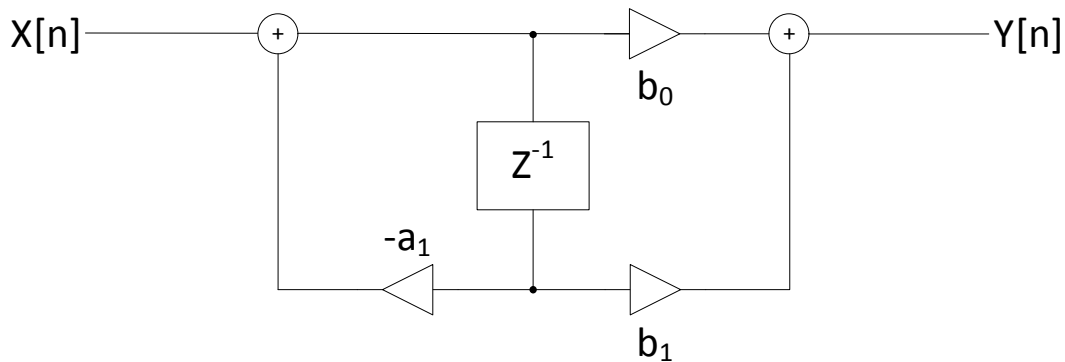 X[n] + + Y[n]
b₀
Z⁻¹
-a₁
b₁